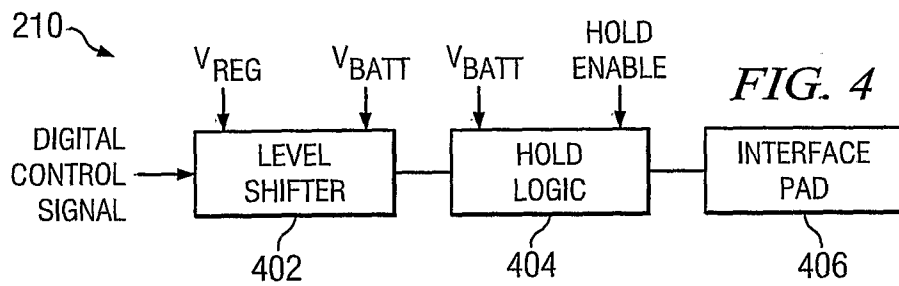 210
V_REG
V_BATT
V_BATT
HOLD
ENABLE
FIG. 4
DIGITAL
CONTROL
SIGNAL
LEVEL
SHIFTER
HOLD
LOGIC
INTERFACE
PAD
402
404
406